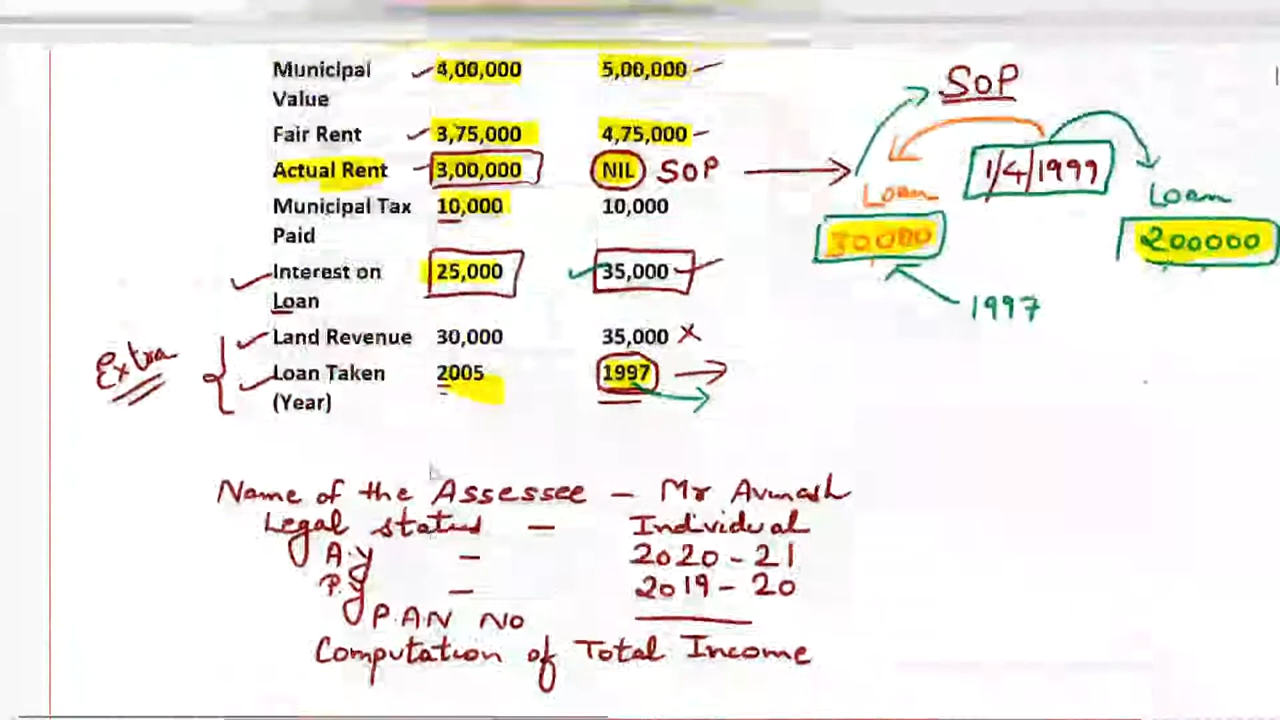 Municipal Value 4,00,000 5,00,000
Fair Rent 3,75,000 4,75,000
Actual Rent 3,00,000 NIL SOP
Municipal Tax Paid 10,000 10,000
Interest on Loan 25,000 35,000
Land Revenue 30,000 35,000 x
Loan Taken (Year) 2005 1997
Extra
SOP
1/4/1999
Loan
30000
Loan
200000
1997
Name of the Assessee - Mr Avinash
Legal status - Individual
A.y - 2020-21
P.y - 2019-20
P.A.N No
Computation of Total Income